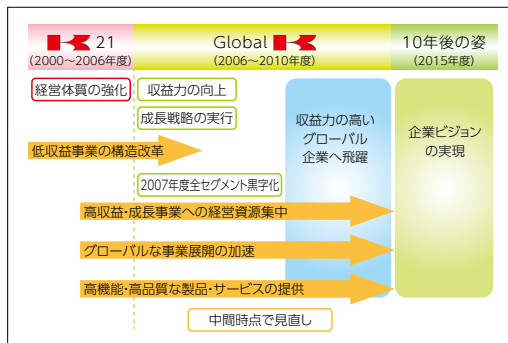 21
(2000～2006年度)
Global
(2006～2010年度)
10年後の姿
(2015年度)
経営体質の強化
収益力の向上
成長戦略の実行
低収益事業の構造改革
2007年度全セグメント黒字化
高収益・成長事業への経営資源集中
グローバルな事業展開の加速
高機能・高品質な製品・サービスの提供
収益力の高い
グローバル
企業へ飛躍
企業ビジョン
の実現
中間時点で見直し